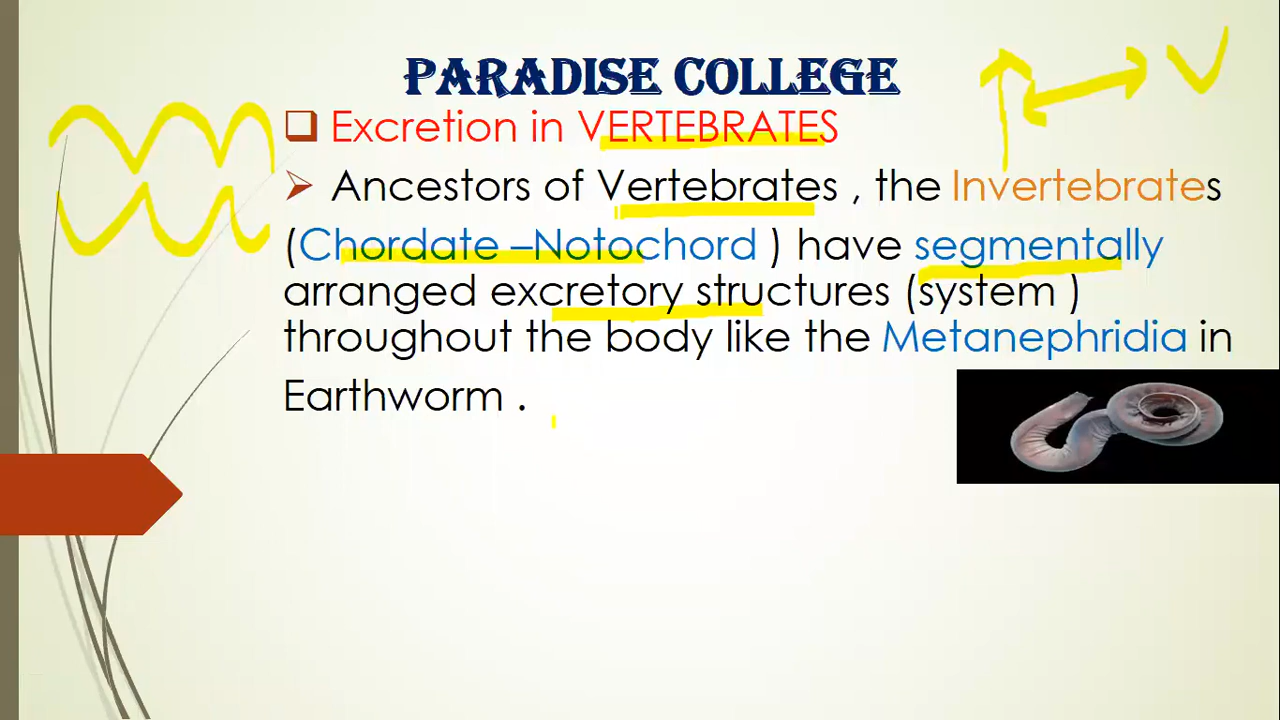 PARADISE COLLEGE
Excretion in VERTEBRATES
Ancestors of Vertebrates , the Invertebrates
(Chordate –Notochord ) have segmentally
arranged excretory structures (system )
throughout the body like the Metanephridia in
Earthworm .
V